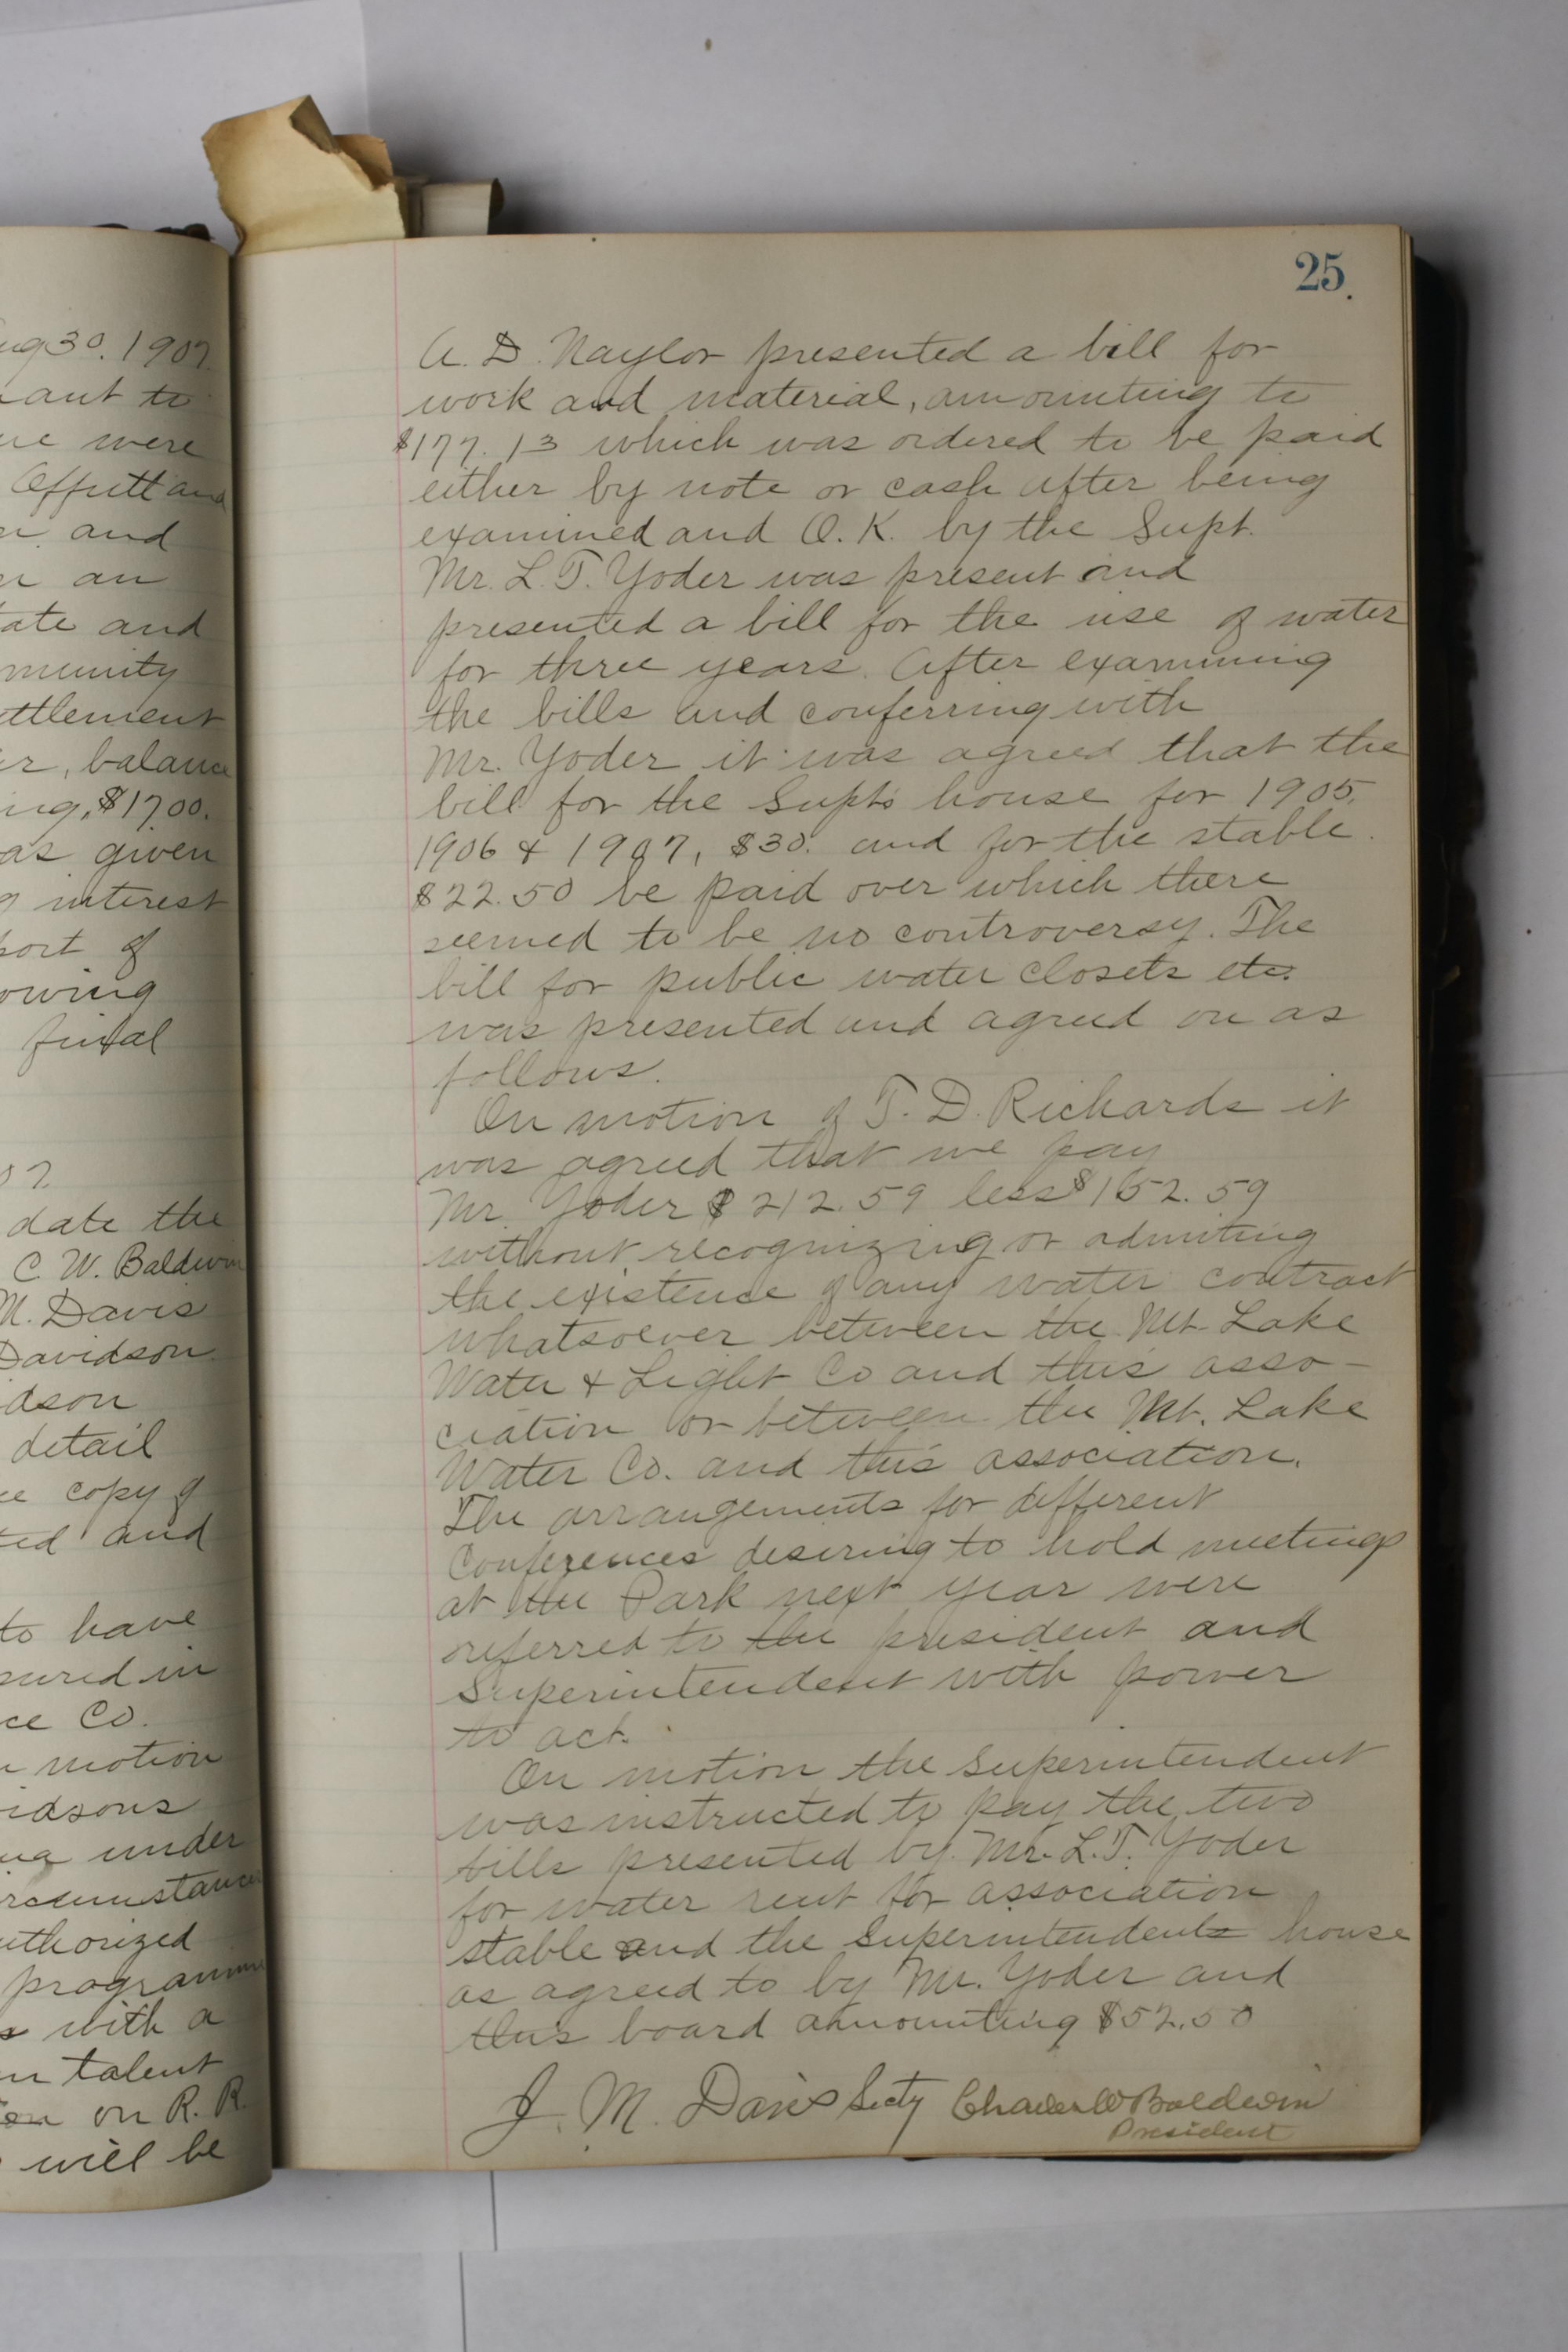 ug 30. 1907.
ant to
were
Offutt and
and
an
ate and
munity
ttlement
r, balance
ing, $1700.
as given
interest
port of
owing
final
07
date the
C. W. Baldwin
M. Davis
Davidson
dson
detail
copy of
ted and
to have
sured in
ce Co.
motion
idsons
under
rcumstances
uthorized
programme
with a
talent
on R. R.
will be
25.
A. D. Naylor presented a bill for
work and material, amounting to
$177.13 which was ordered to be paid
either by note or cash after being
examined and O. K. by the Supt.
Mr. L. T. Yoder was present and
presented a bill for the use of water
for three years. After examining
the bills and conferring with
Mr. Yoder it was agreed that the
bill for the Supts house for 1905,
1906 & 1907, $30. and for the stable.
$22.50 be paid over which there
seemed to be no controversy. The
bill for public water closets etc.
was presented and agreed on as
follows.
On motion of T. D. Richards it
was agreed that we pay
Mr. Yoder $212.59 less $152.59
without recognizing or admiting
the existence of any water contract
whatsoever between the Mt. Lake
Water & Light Co and this asso-
ciation or between the Mt. Lake
Water Co. and this association.
The arrangements for different
Conferences desiring to hold meetings
at the Park next year were
referred to the president and
Superintendent with power
to act.
On motion the Superintendent
was instructed to pay the two
bills presented by Mr. L. T. Yoder
for water rent for association
stable and the Superintendents house
as agreed to by Mr. Yoder and
this board amounting $52.50
J. M. Davis Secty Charles W Baldwin
President